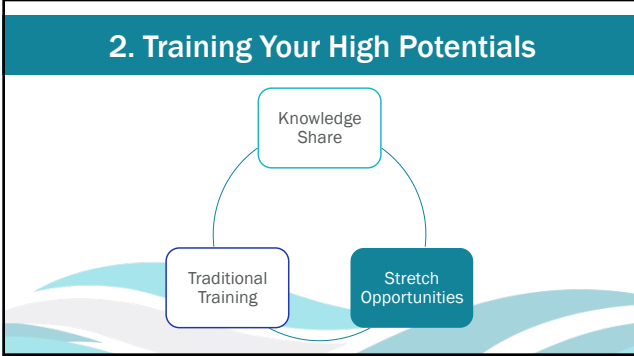 2. Training Your High Potentials
Knowledge
Share
Traditional
Training
Stretch
Opportunities